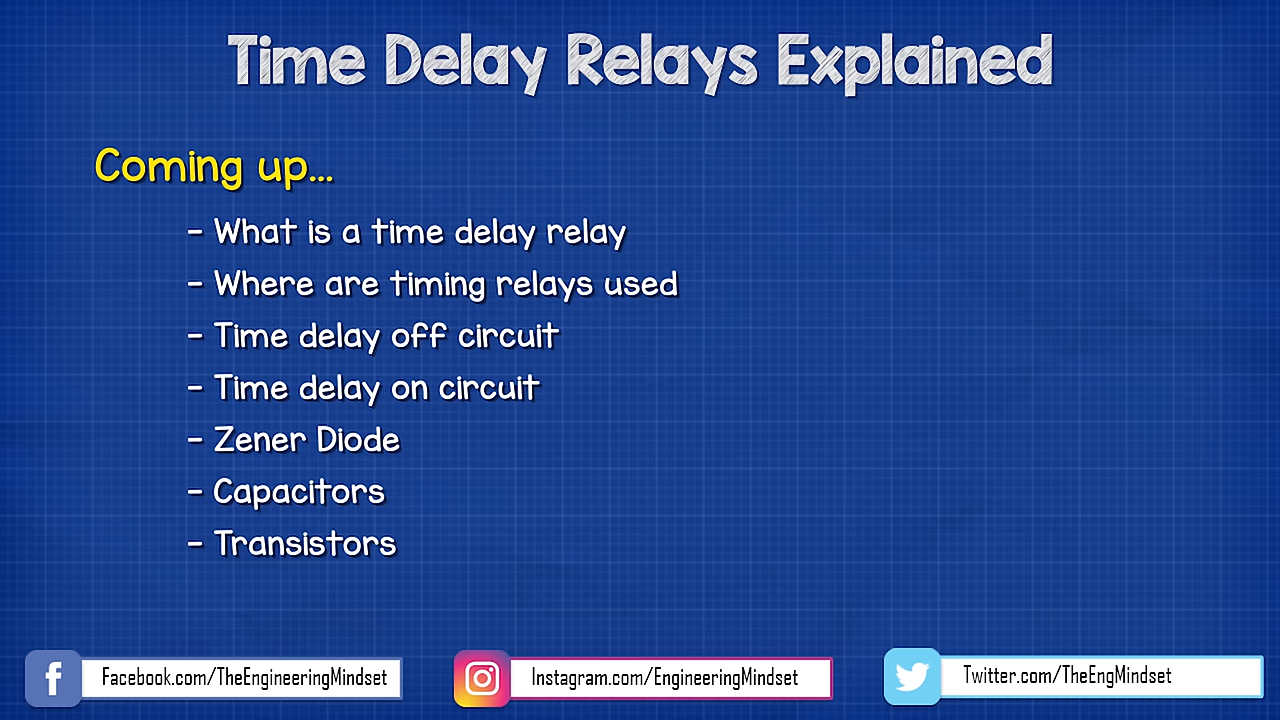 Time Delay Relays Explained
Coming up...
- What is a time delay relay
- Where are timing relays used
- Time delay off circuit
- Time delay on circuit
- Zener Diode
- Capacitors
- Transistors
Facebook.com/TheEngineeringMindset
Instagram.com/EngineeringMindset
Twitter.com/TheEngMindset